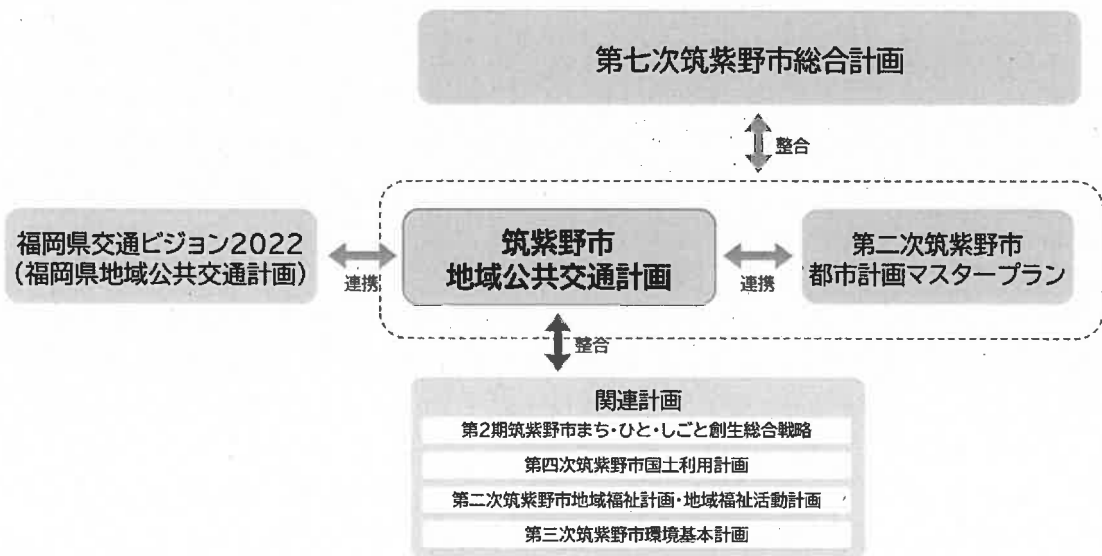 第七次筑紫野市総合計画
整合
福岡県交通ビジョン2022
(福岡県地域公共交通計画)
連携
筑紫野市
地域公共交通計画
連携
第二次筑紫野市
都市計画マスタープラン
整合
関連計画
第2期筑紫野市まち・ひと・しごと創生総合戦略
第四次筑紫野市国土利用計画
第二次筑紫野市地域福祉計画・地域福祉活動計画
第三次筑紫野市環境基本計画